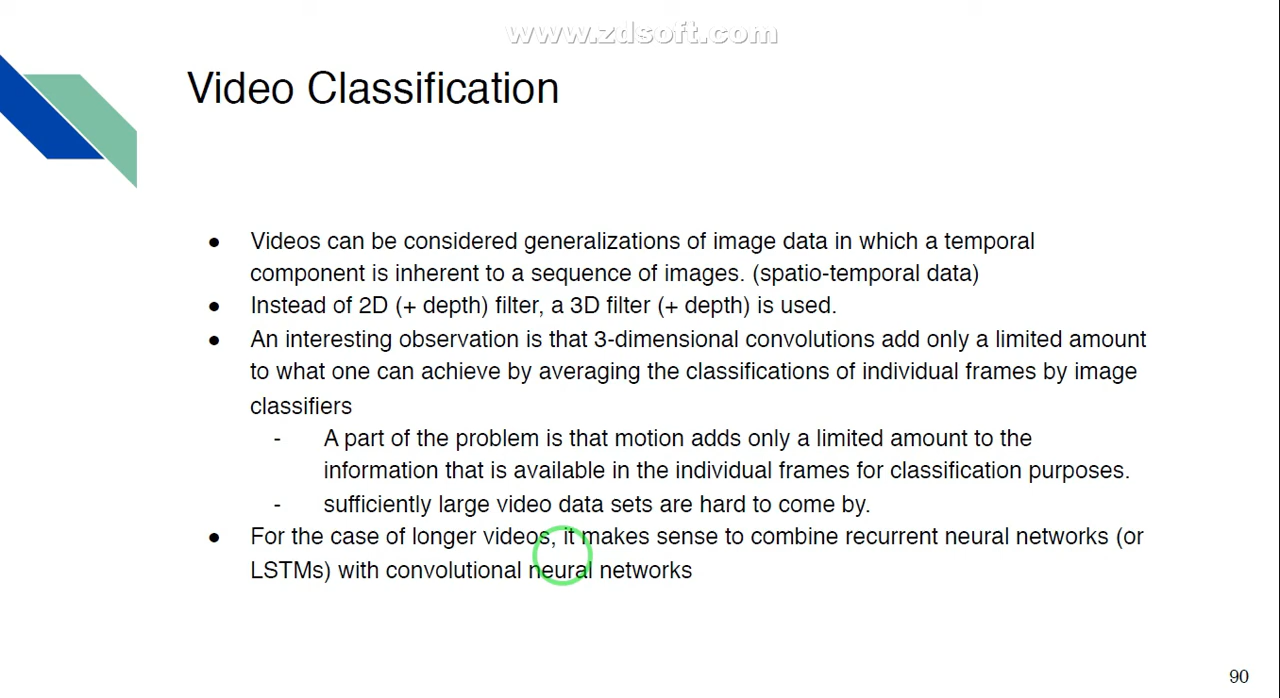 www.zdsoft.com
Video Classification
● Videos can be considered generalizations of image data in which a temporal
component is inherent to a sequence of images. (spatio-temporal data)
● Instead of 2D (+ depth) filter, a 3D filter (+ depth) is used.
● An interesting observation is that 3-dimensional convolutions add only a limited amount
to what one can achieve by averaging the classifications of individual frames by image
classifiers
- A part of the problem is that motion adds only a limited amount to the
information that is available in the individual frames for classification purposes.
- sufficiently large video data sets are hard to come by.
● For the case of longer videos, it makes sense to combine recurrent neural networks (or
LSTMs) with convolutional neural networks
90